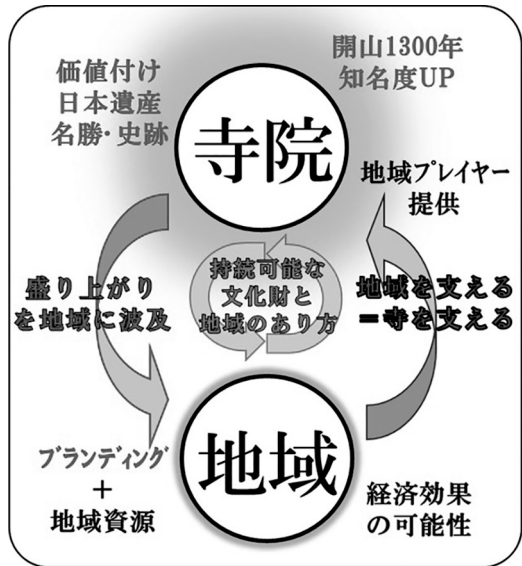 価値付け
日本遺産
名勝・史跡
開山1300年
知名度UP
寺院
地域プレイヤー
提供
盛り上がり
を地域に波及
持続可能な
文化財と
地域のあり方
地域を支える
＝寺を支える
地域
ブランディング
＋
地域資源
経済効果
の可能性